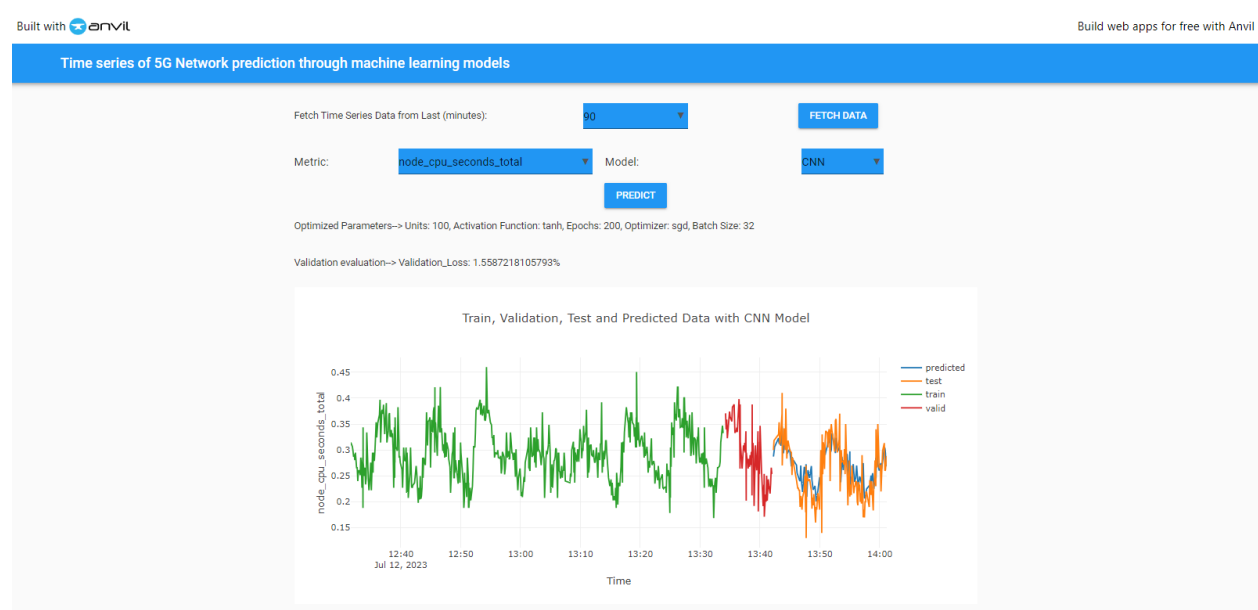 Built with anvil
Build web apps for free with Anvil
Time series of 5G Network prediction through machine learning models
Fetch Time Series Data from Last (minutes):
90
FETCH DATA
Metric:
node_cpu_seconds_total
Model:
CNN
PREDICT
Optimized Parameters--> Units: 100, Activation Function: tanh, Epochs: 200, Optimizer: sgd, Batch Size: 32
Validation evaluation--> Validation_Loss: 1.5587218105793%
Train, Validation, Test and Predicted Data with CNN Model
predicted
test
train
valid
node_cpu_seconds_total
0.45
0.4
0.35
0.3
0.25
0.2
0.15
12:40 12:50 13:00 13:10 13:20 13:30 13:40 13:50 14:00
Jul 12, 2023
Time